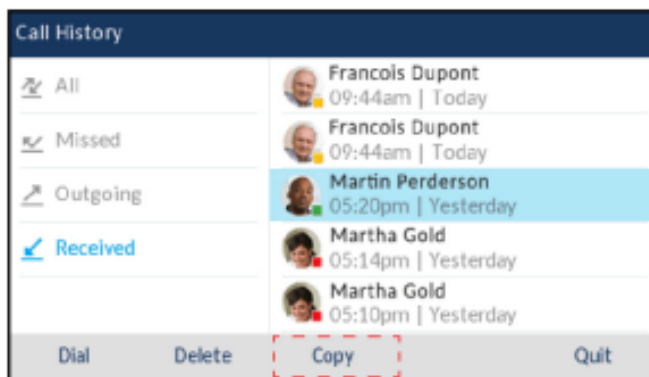 Call History
All
Missed
Outgoing
Received
Francois Dupont
09:44am | Today
Francois Dupont
09:44am | Today
Martin Perderson
05:20pm | Yesterday
Martha Gold
05:14pm | Yesterday
Martha Gold
05:10pm | Yesterday
Dial Delete Copy Quit